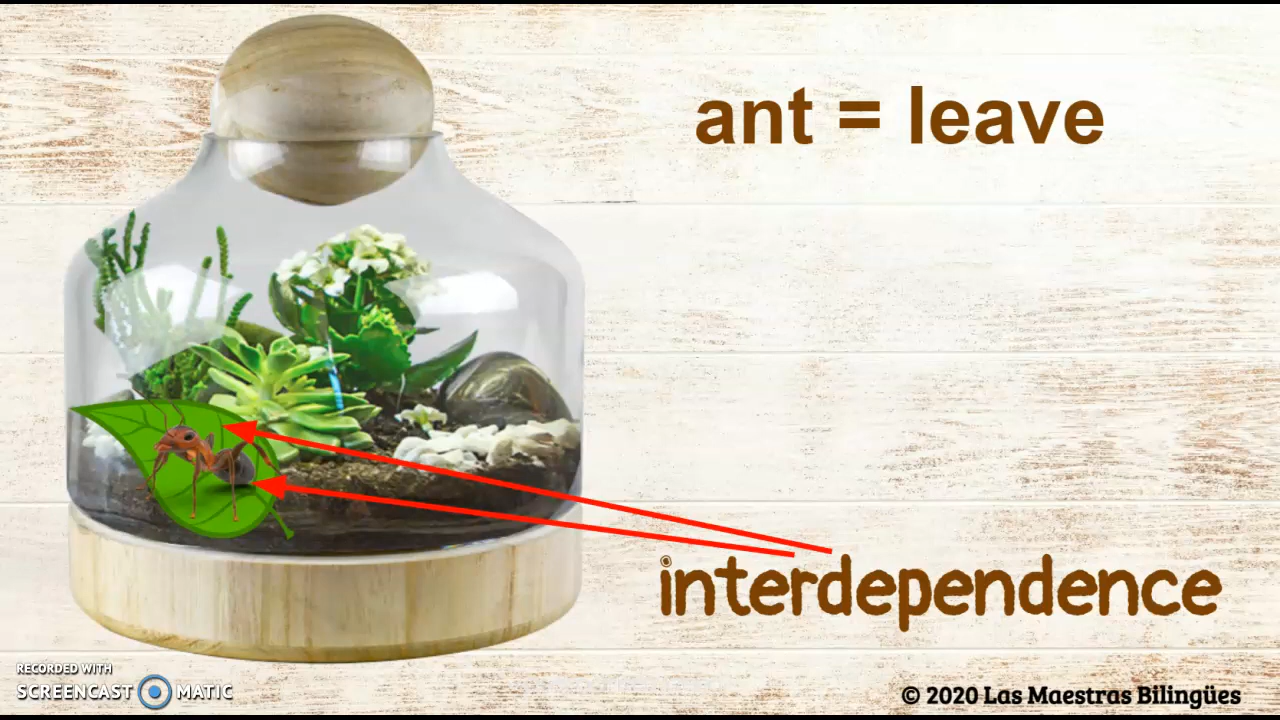 ant = leave
interdependence
RECORDED WITH
SCREENCAST MATIC
© 2020 Las Maestras Bilingües